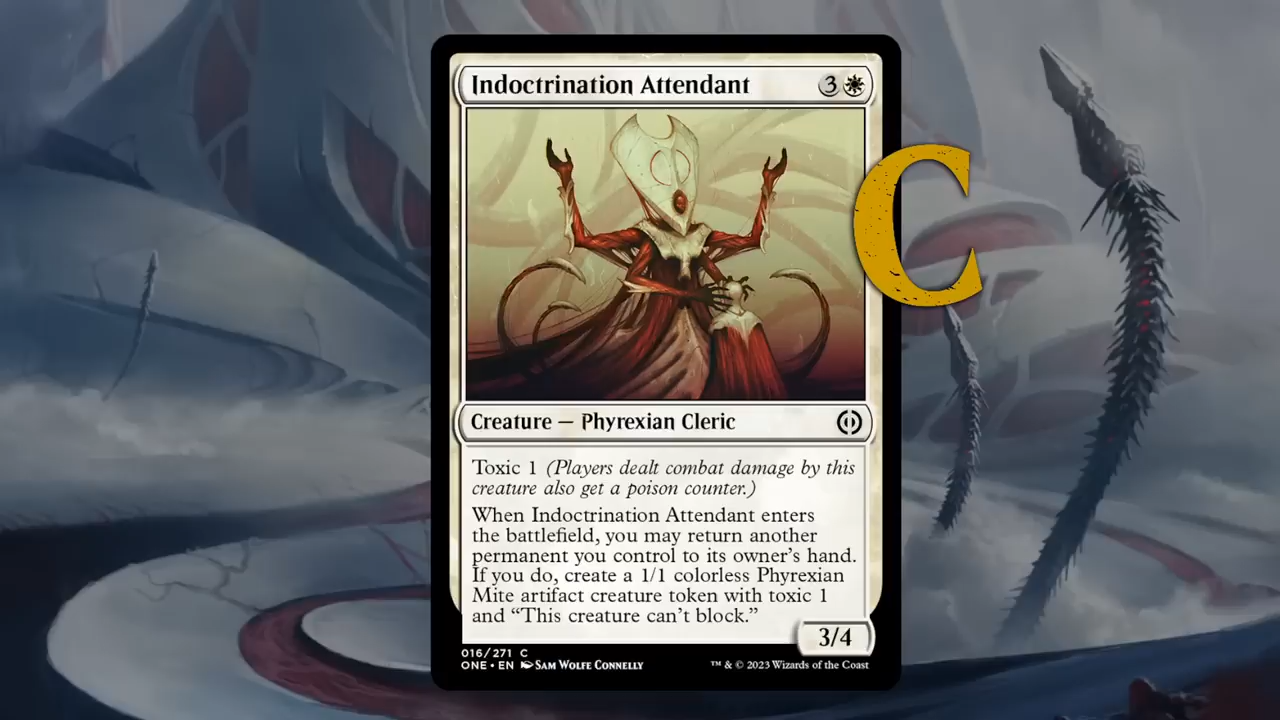 Indoctrination Attendant 3
C
Creature — Phyrexian Cleric
Toxic 1 (Players dealt combat damage by this
creature also get a poison counter.)
When Indoctrination Attendant enters
the battlefield, you may return another
permanent you control to its owner's hand.
If you do, create a 1/1 colorless Phyrexian
Mite artifact creature token with toxic 1
and “This creature can't block.”
3/4
016/271 C
ONE • EN Sam Wolfe Connelly
™ & © 2023 Wizards of the Coast